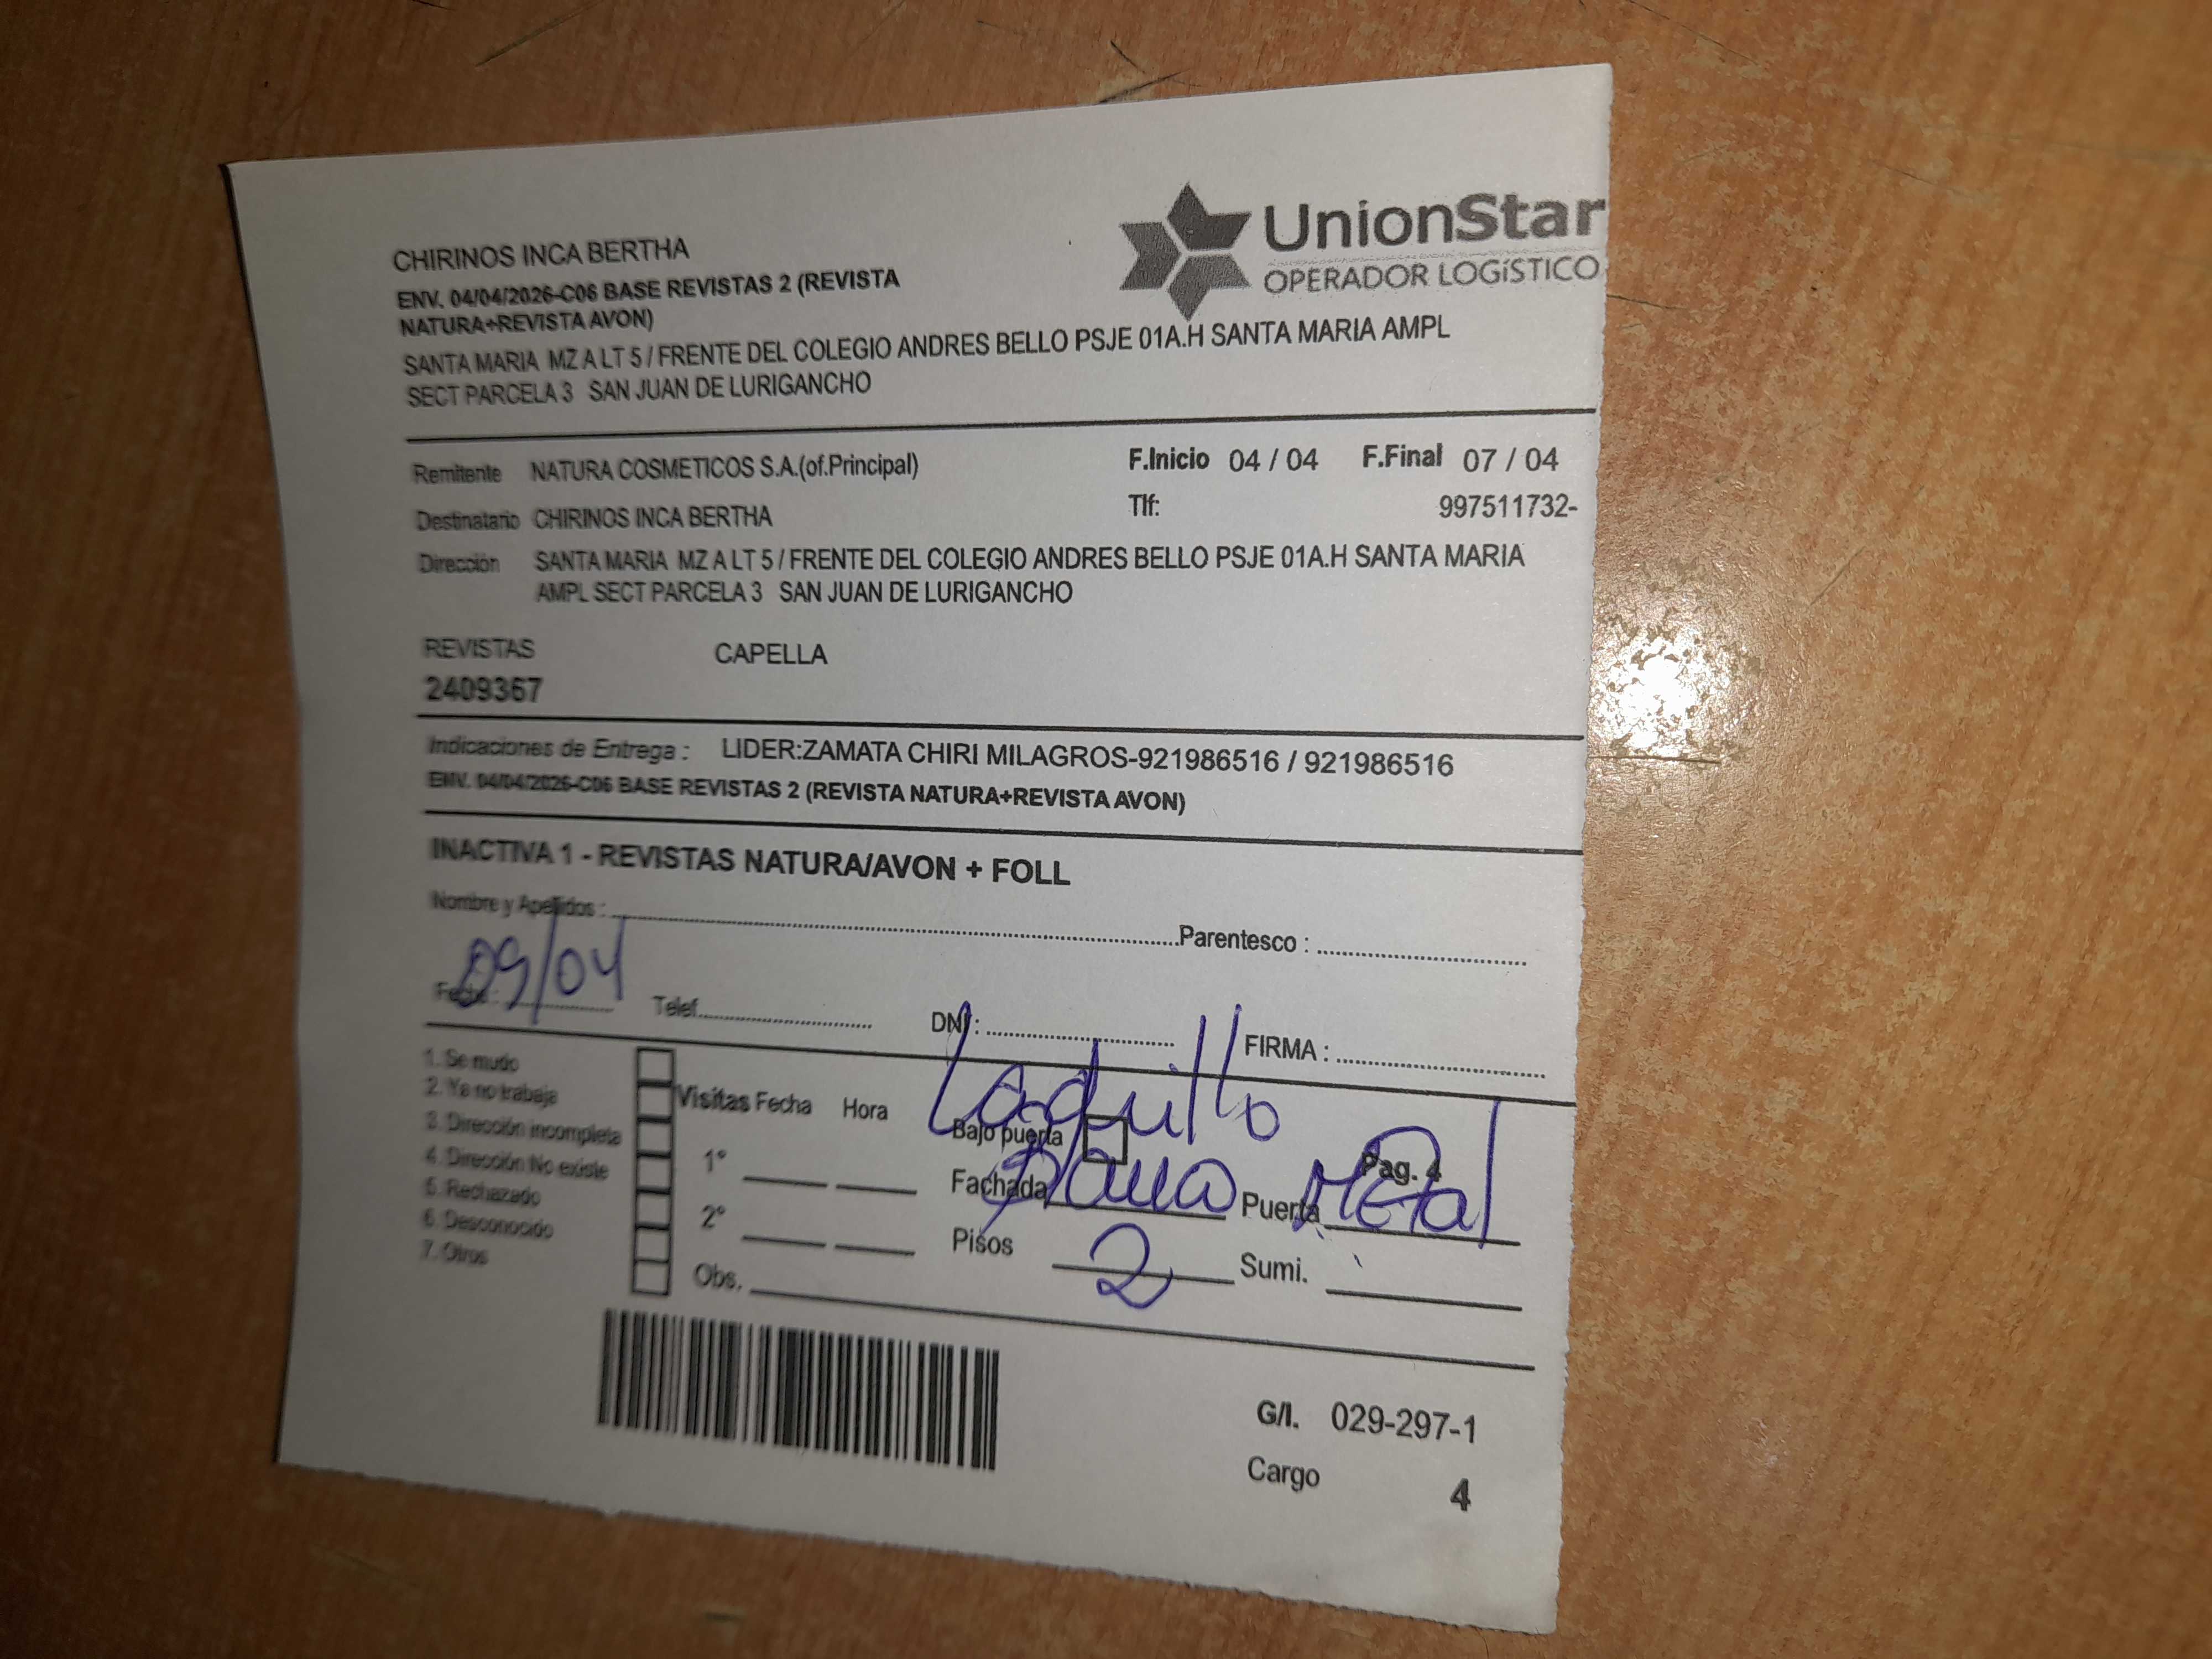 CHIRINOS INCA BERTHA
ENV. 04/04/2026-C06 BASE REVISTAS 2 (REVISTA
NATURA+REVISTA AVON)
SANTA MARIA MZ A LT 5 / FRENTE DEL COLEGIO ANDRES BELLO PSJE 01A.H SANTA MARIA AMPL
SECT PARCELA 3 SAN JUAN DE LURIGANCHO
UnionStar
OPERADOR LOGíSTICO
Remitente NATURA COSMETICOS S.A.(of.Principal) F.Inicio 04 / 04 F.Final 07 / 04
Destinatario CHIRINOS INCA BERTHA Tlf: 997511732-
Dirección SANTA MARIA MZ A LT 5 / FRENTE DEL COLEGIO ANDRES BELLO PSJE 01A.H SANTA MARIA
AMPL SECT PARCELA 3 SAN JUAN DE LURIGANCHO
REVISTAS CAPELLA
2409367
Indicaciones de Entrega : LIDER:ZAMATA CHIRI MILAGROS-921986516 / 921986516
ENV. 04/04/2026-C06 BASE REVISTAS 2 (REVISTA NATURA+REVISTA AVON)
INACTIVA 1 - REVISTAS NATURA/AVON + FOLL
Nombre y Apellidos : Parentesco :
Fecha: 09/04 Telef. DNI : FIRMA :
1. Se mudo
2. Ya no trabaja
3. Dirección incompleta
4. Dirección No existe
5. Rechazado
6. Desconocido
7. Otros
Visitas Fecha Hora
1°
2°
Obs.
Bajo puerta
Pag. 4
Fachada Puerta Metal
Pisos 2 Sumi.
G/I. 029-297-1
Cargo 4